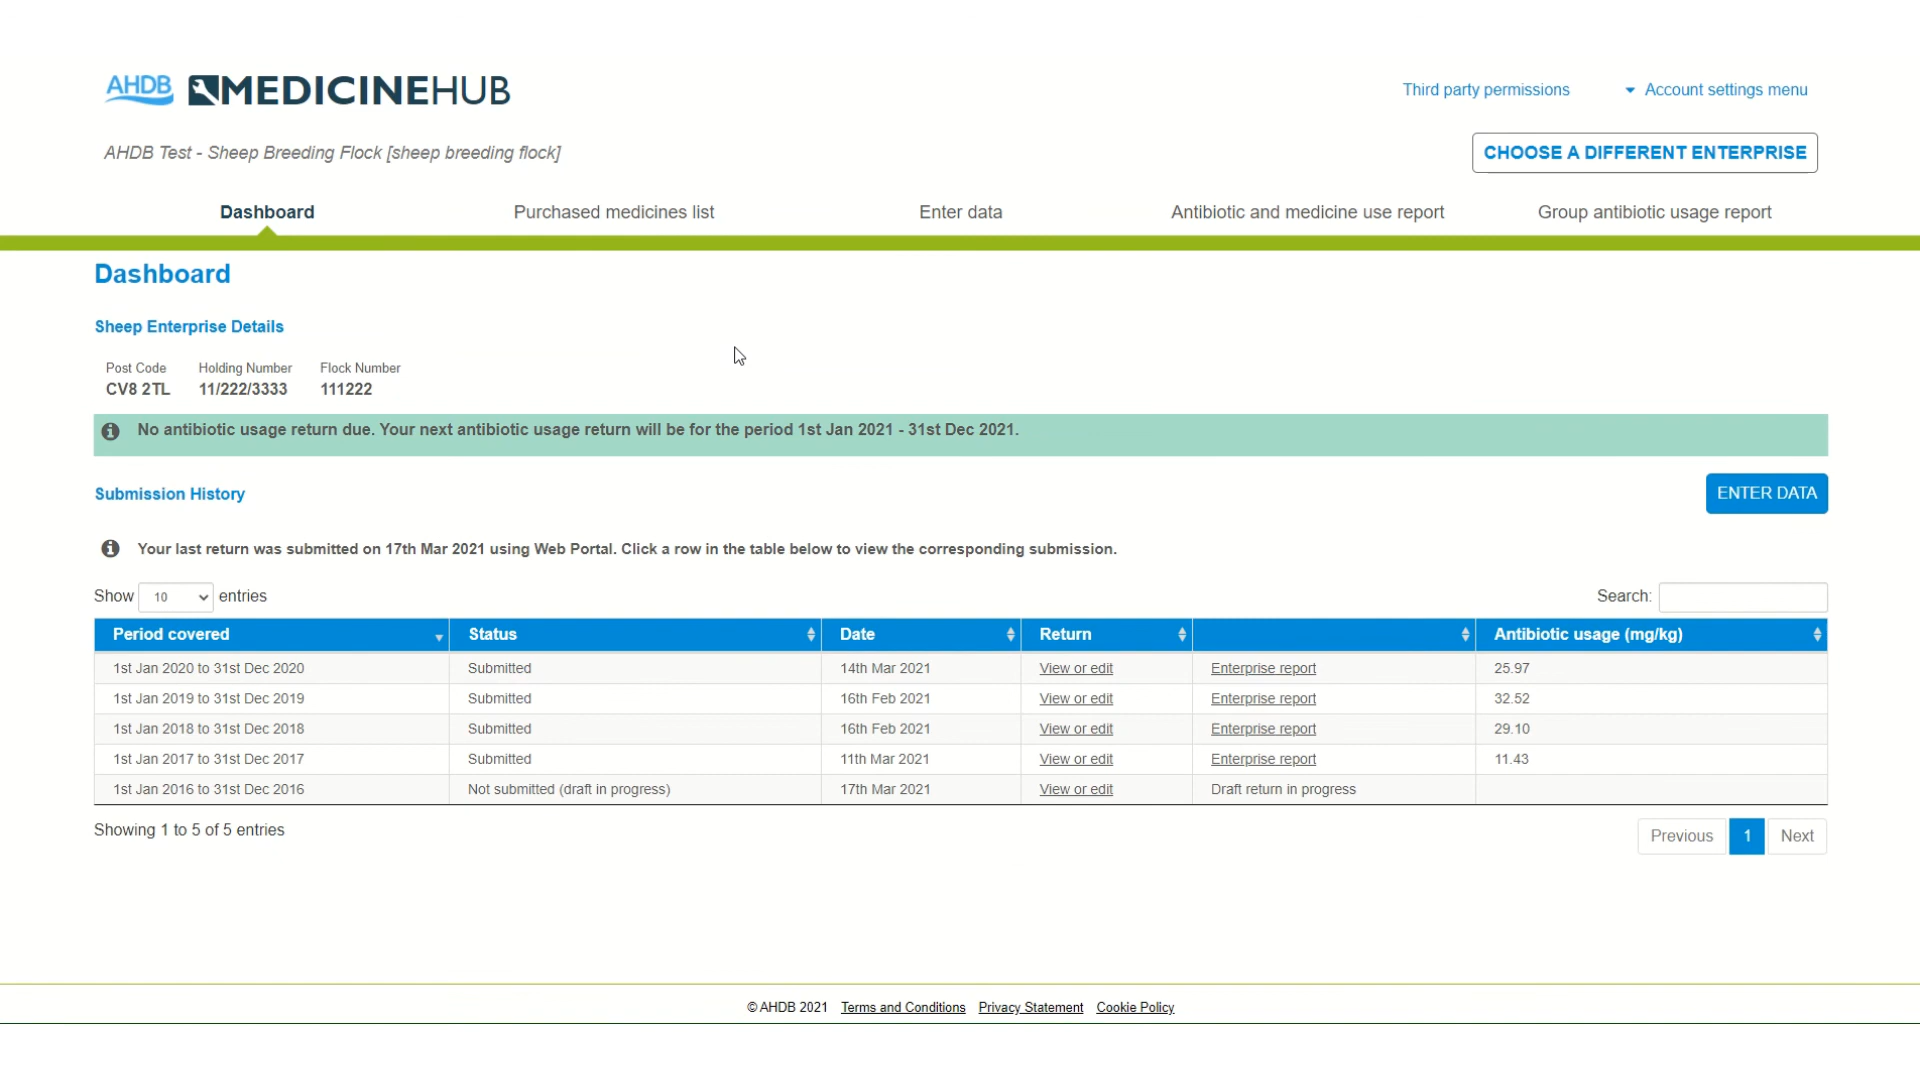 AHDB MEDICINEHUB
Third party permissions
Account settings menu
AHDB Test - Sheep Breeding Flock [sheep breeding flock]
CHOOSE A DIFFERENT ENTERPRISE
Dashboard
Purchased medicines list
Enter data
Antibiotic and medicine use report
Group antibiotic usage report
Dashboard
Sheep Enterprise Details
Post Code Holding Number Flock Number
CV8 2TL 11/222/3333 111222
No antibiotic usage return due. Your next antibiotic usage return will be for the period 1st Jan 2021 - 31st Dec 2021.
Submission History
ENTER DATA
Your last return was submitted on 17th Mar 2021 using Web Portal. Click a row in the table below to view the corresponding submission.
Show 10 entries
Search:
Period covered Status Date Return Antibiotic usage (mg/kg)
1st Jan 2020 to 31st Dec 2020 Submitted 14th Mar 2021 View or edit Enterprise report 25.97
1st Jan 2019 to 31st Dec 2019 Submitted 16th Feb 2021 View or edit Enterprise report 32.52
1st Jan 2018 to 31st Dec 2018 Submitted 16th Feb 2021 View or edit Enterprise report 29.10
1st Jan 2017 to 31st Dec 2017 Submitted 11th Mar 2021 View or edit Enterprise report 11.43
1st Jan 2016 to 31st Dec 2016 Not submitted (draft in progress) 17th Mar 2021 View or edit Draft return in progress
Showing 1 to 5 of 5 entries
Previous 1 Next
© AHDB 2021 Terms and Conditions Privacy Statement Cookie Policy